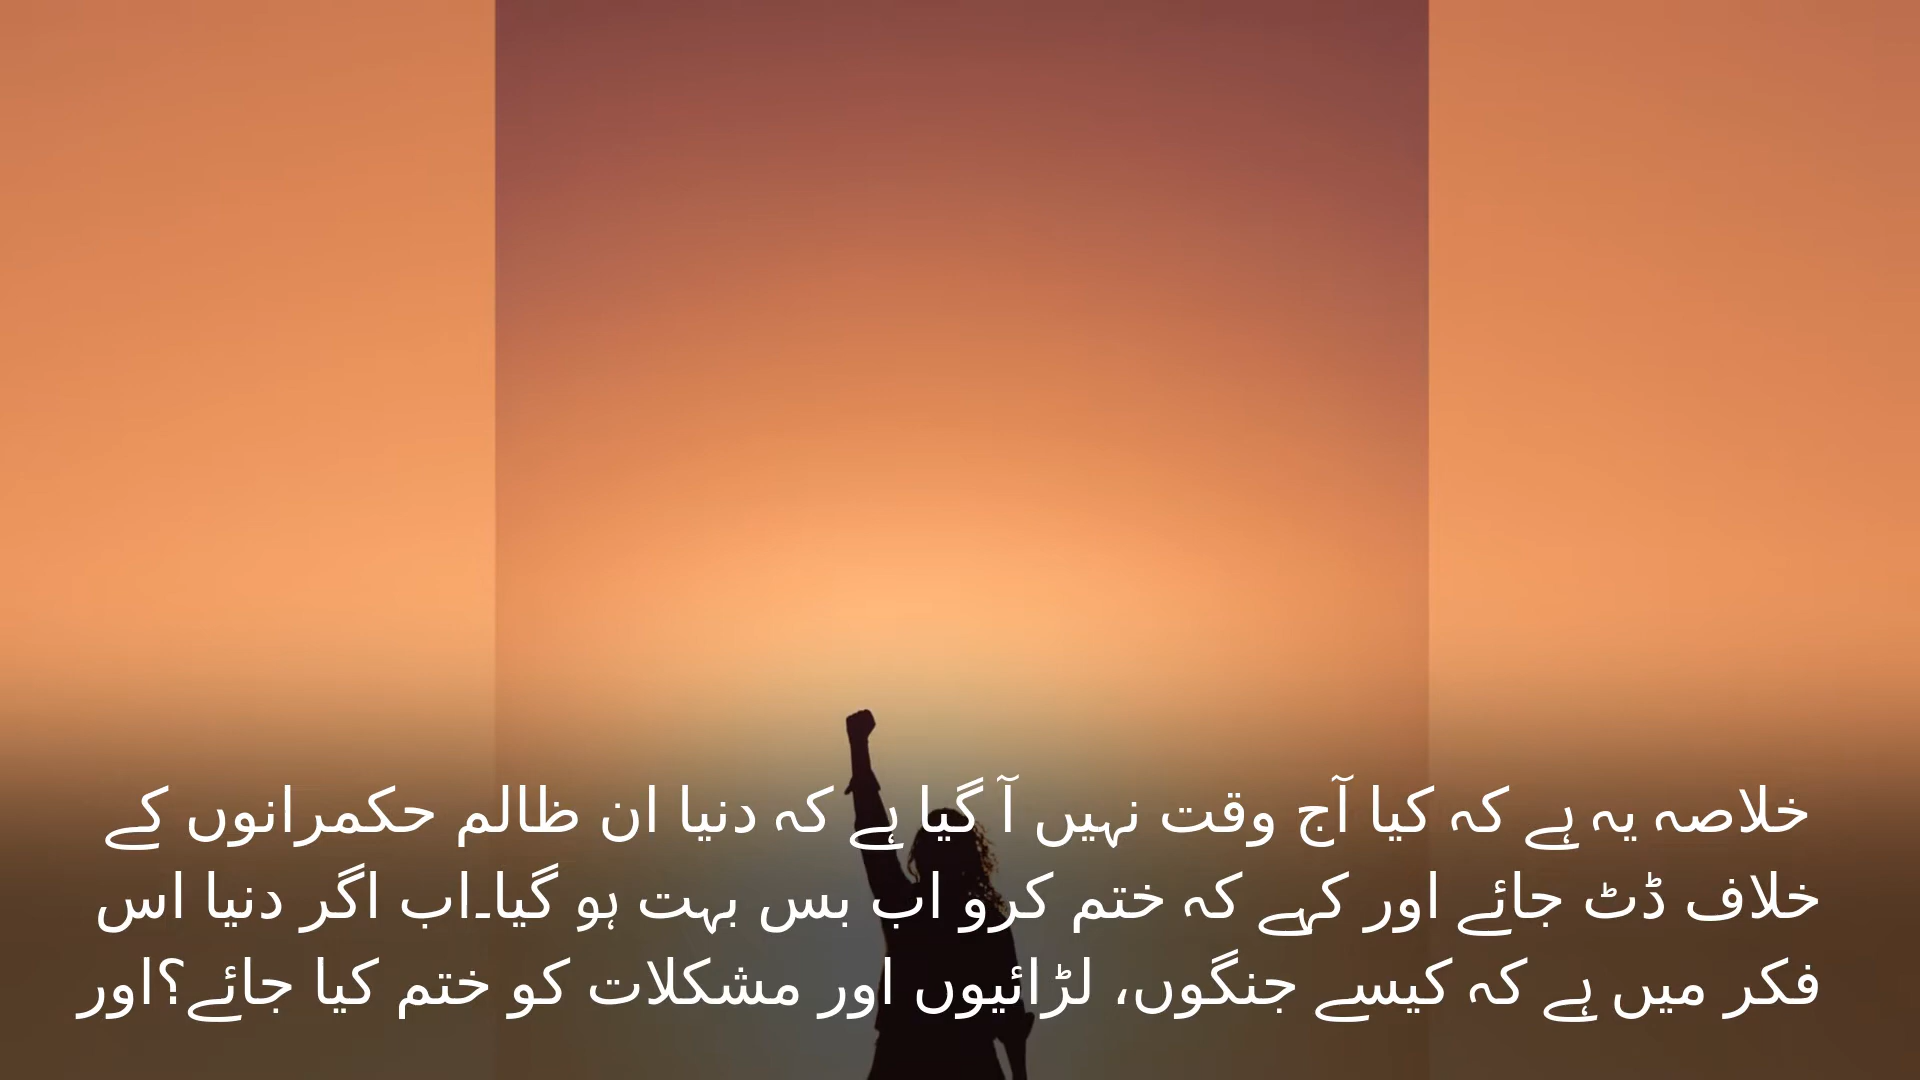 خلاصہ یہ ہے کہ کیا آج وقت نہیں آ گیا ہے کہ دنیا ان ظالم حکمرانوں کے
خلاف ڈٹ جائے اور کہے کہ ختم کرو اب بس بہت ہو گیا۔اب اگر دنیا اس
فکر میں ہے کہ کیسے جنگوں، لڑائیوں اور مشکلات کو ختم کیا جائے؟اور